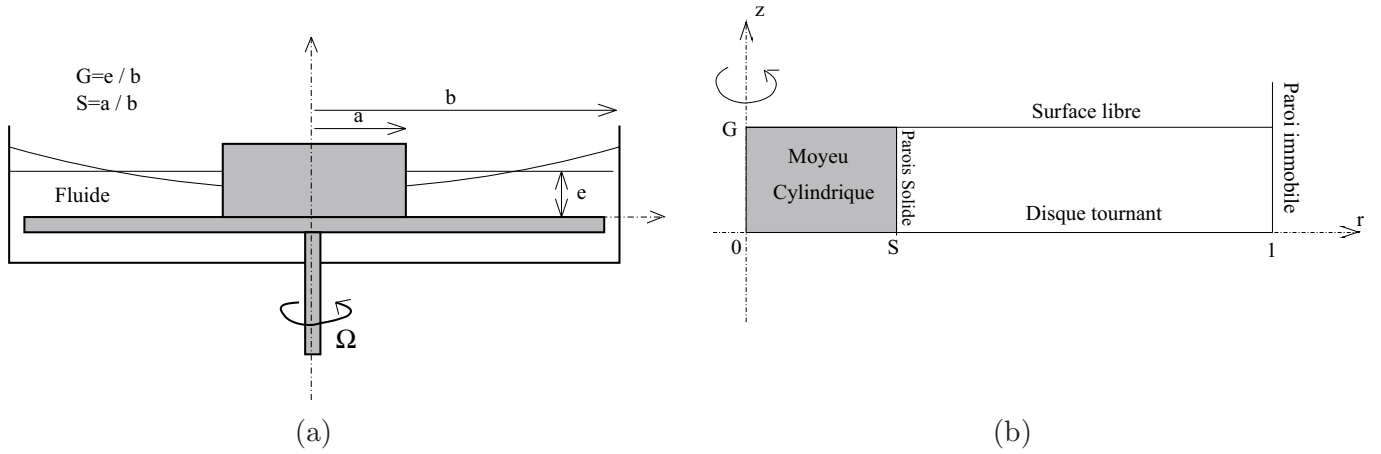 G=e / b
S=a / b
b
a
Fluide
e
Ω
(a)
z
G
Surface libre
Moyeu
Cylindrique
Parois Solide
Disque tournant
Paroi immobile
r
0
S
1
(b)